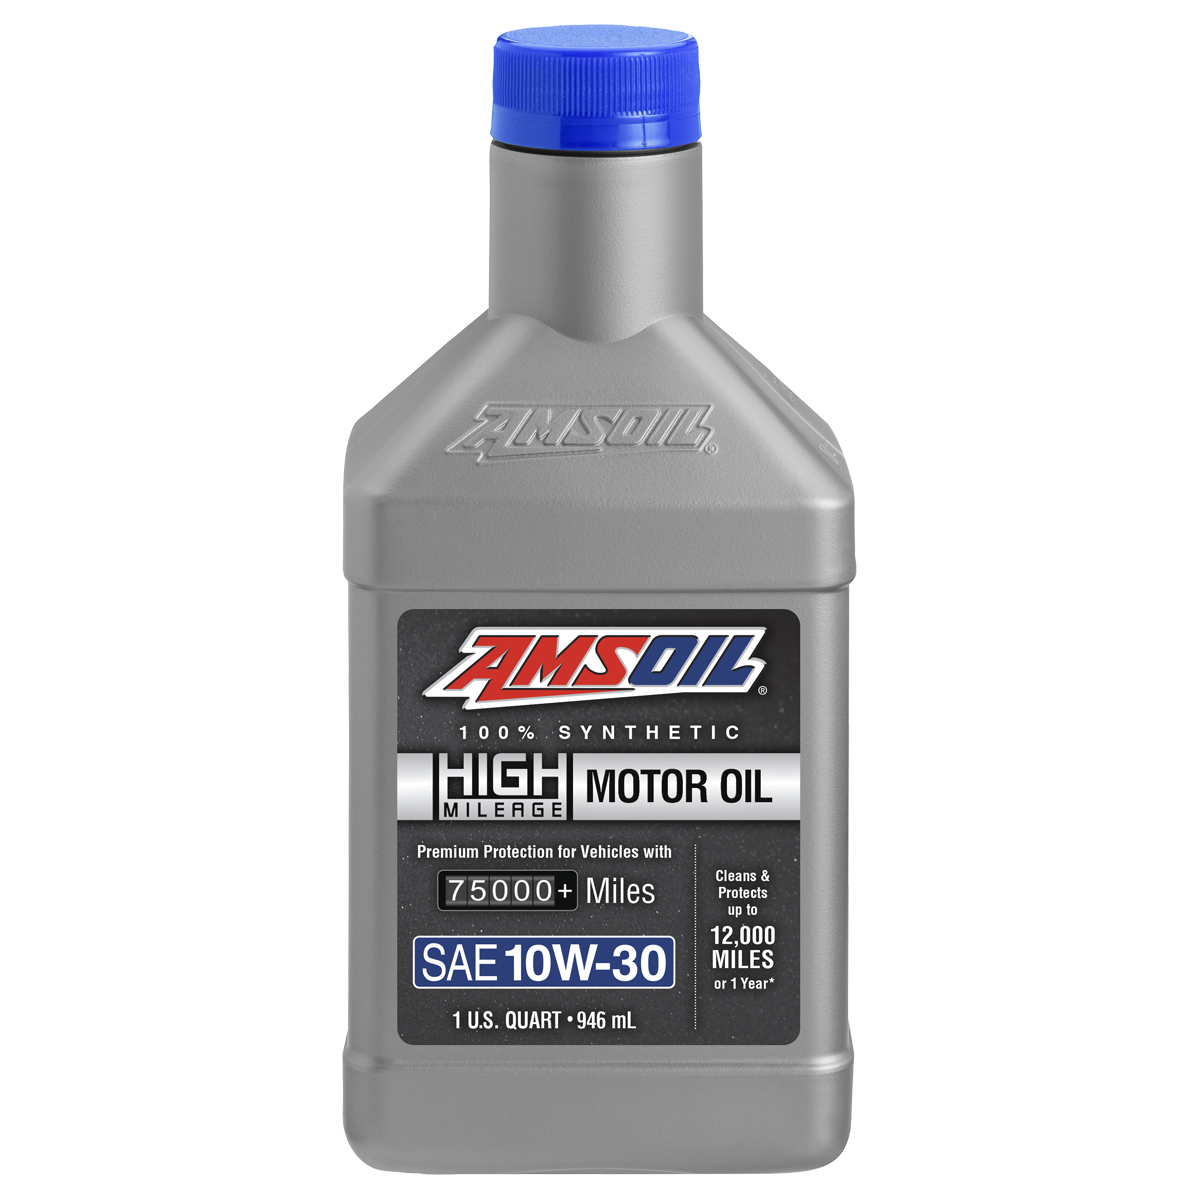 AMSOIL®
AMSOIL®
100% SYNTHETIC
HIGH MILEAGE MOTOR OIL
Premium Protection for Vehicles with
75000+ Miles
SAE 10W-30
1 U.S. QUART • 946 mL
Cleans &
Protects
up to
12,000
MILES
or 1 Year*